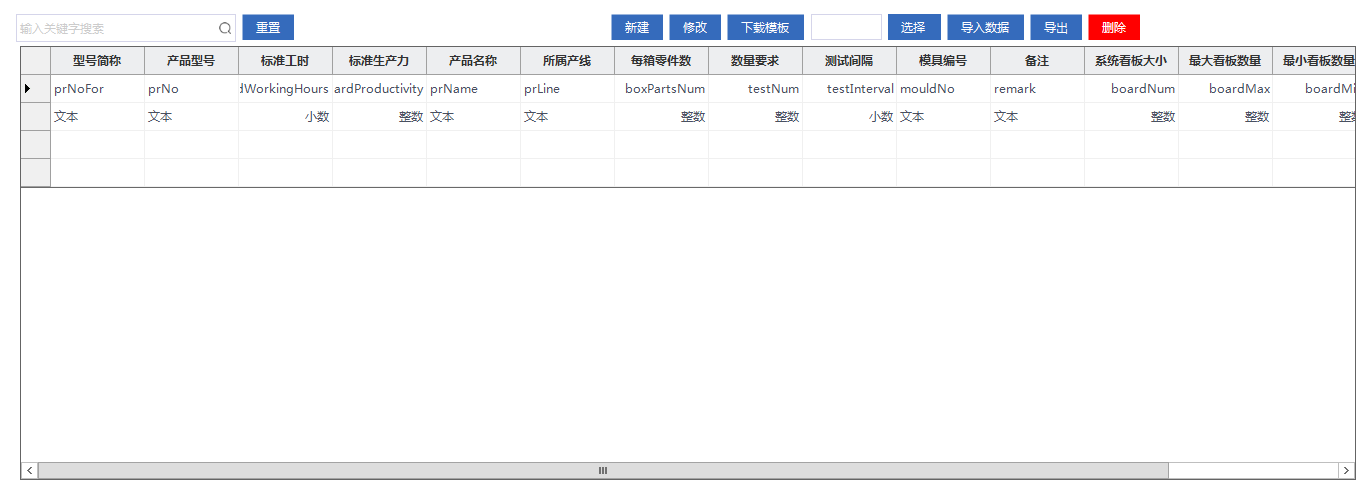 输入关键字搜索 重置 新建 修改 下载模板 选择 导入数据 导出 删除
型号简称 产品型号 标准工时 标准生产力 产品名称 所属产线 每箱零件数 数量要求 测试间隔 模具编号 备注 系统看板大小 最大看板数量 最小看板数量
prNoFor prNo dWorkingHours ardProductivity prName prLine boxPartsNum testNum testInterval mouldNo remark boardNum boardMax boardMi
文本 文本 小数 整数 文本 文本 整数 整数 小数 文本 文本 整数 整数 整数